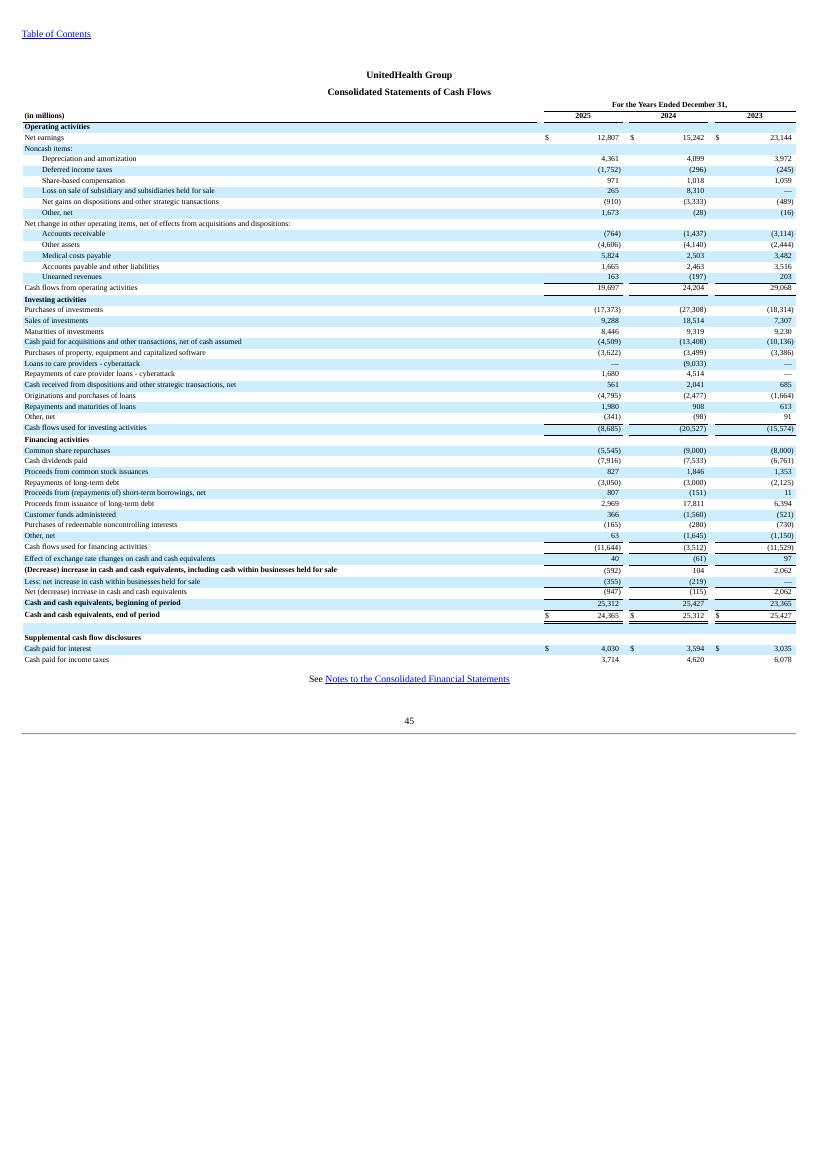 Table of Contents
UnitedHealth Group
Consolidated Statements of Cash Flows
For the Years Ended December 31,
(in millions) 2025 2024 2023
Operating activities
Net earnings $ 12,807 $ 15,242 $ 23,144
Noncash items:
Depreciation and amortization 4,361 4,099 3,972
Deferred income taxes (1,752) (296) (245)
Share-based compensation 971 1,018 1,059
Loss on sale of subsidiary and subsidiaries held for sale 265 8,310 —
Net gains on dispositions and other strategic transactions (910) (3,333) (489)
Other, net 1,673 (28) (16)
Net change in other operating items, net of effects from acquisitions and dispositions:
Accounts receivable (764) (1,437) (3,114)
Other assets (4,606) (4,140) (2,444)
Medical costs payable 5,824 2,503 3,482
Accounts payable and other liabilities 1,665 2,463 3,516
Unearned revenues 163 (197) 203
Cash flows from operating activities 19,697 24,204 29,068
Investing activities
Purchases of investments (17,373) (27,308) (18,314)
Sales of investments 9,288 18,514 7,307
Maturities of investments 8,446 9,319 9,230
Cash paid for acquisitions and other transactions, net of cash assumed (4,509) (13,408) (10,136)
Purchases of property, equipment and capitalized software (3,622) (3,499) (3,386)
Loans to care providers - cyberattack — (9,033) —
Repayments of care provider loans - cyberattack 1,680 4,514 —
Cash received from dispositions and other strategic transactions, net 561 2,041 685
Originations and purchases of loans (4,795) (2,477) (1,664)
Repayments and maturities of loans 1,980 908 613
Other, net (341) (98) 91
Cash flows used for investing activities (8,685) (20,527) (15,574)
Financing activities
Common share repurchases (5,545) (9,000) (8,000)
Cash dividends paid (7,916) (7,533) (6,761)
Proceeds from common stock issuances 827 1,846 1,353
Repayments of long-term debt (3,050) (3,000) (2,125)
Proceeds from (repayments of) short-term borrowings, net 807 (151) 11
Proceeds from issuance of long-term debt 2,969 17,811 6,394
Customer funds administered 366 (1,560) (521)
Purchases of redeemable noncontrolling interests (165) (280) (730)
Other, net 63 (1,645) (1,150)
Cash flows used for financing activities (11,644) (3,512) (11,529)
Effect of exchange rate changes on cash and cash equivalents 40 (61) 97
(Decrease) increase in cash and cash equivalents, including cash within businesses held for sale (592) 104 2,062
Less: net increase in cash within businesses held for sale (355) (219) —
Net (decrease) increase in cash and cash equivalents (947) (115) 2,062
Cash and cash equivalents, beginning of period 25,312 25,427 23,365
Cash and cash equivalents, end of period $ 24,365 $ 25,312 $ 25,427
Supplemental cash flow disclosures
Cash paid for interest $ 4,030 $ 3,594 $ 3,035
Cash paid for income taxes 3,714 4,620 6,078
See Notes to the Consolidated Financial Statements
45